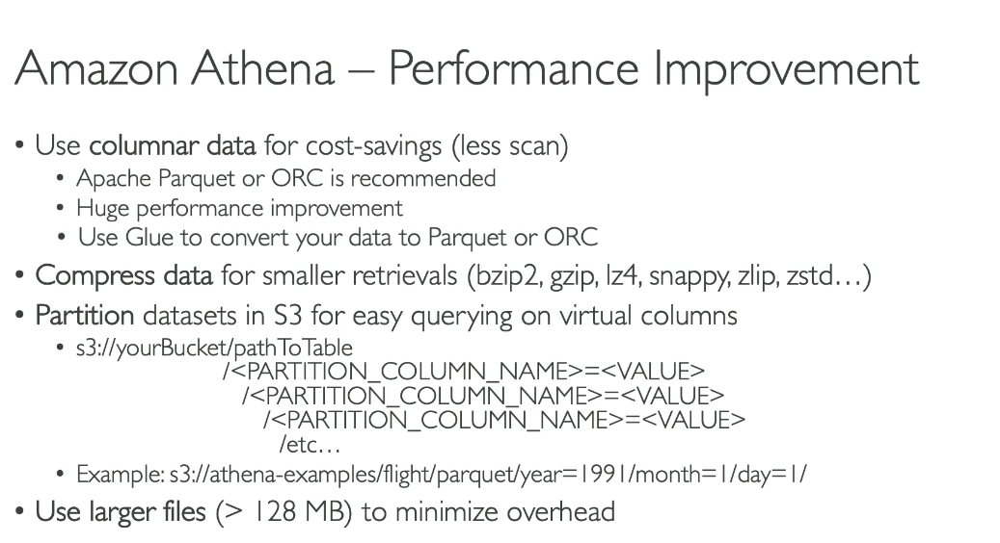 Amazon Athena – Performance Improvement
• Use columnar data for cost-savings (less scan)
• Apache Parquet or ORC is recommended
• Huge performance improvement
• Use Glue to convert your data to Parquet or ORC
• Compress data for smaller retrievals (bzip2, gzip, lz4, snappy, zlip, zstd…)
• Partition datasets in S3 for easy querying on virtual columns
• s3://yourBucket/pathToTable
/<PARTITION_COLUMN_NAME>=<VALUE>
/<PARTITION_COLUMN_NAME>=<VALUE>
/<PARTITION_COLUMN_NAME>=<VALUE>
/etc…
• Example: s3://athena-examples/flight/parquet/year=1991/month=1/day=1/
• Use larger files (> 128 MB) to minimize overhead